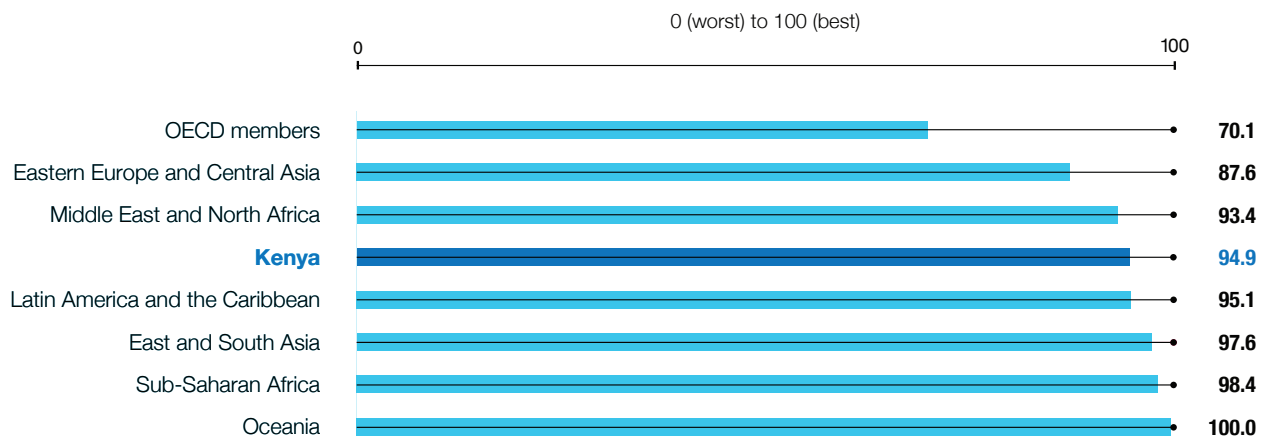 0 (worst) to 100 (best)
0 100
OECD members 70.1
Eastern Europe and Central Asia 87.6
Middle East and North Africa 93.4
Kenya 94.9
Latin America and the Caribbean 95.1
East and South Asia 97.6
Sub-Saharan Africa 98.4
Oceania 100.0